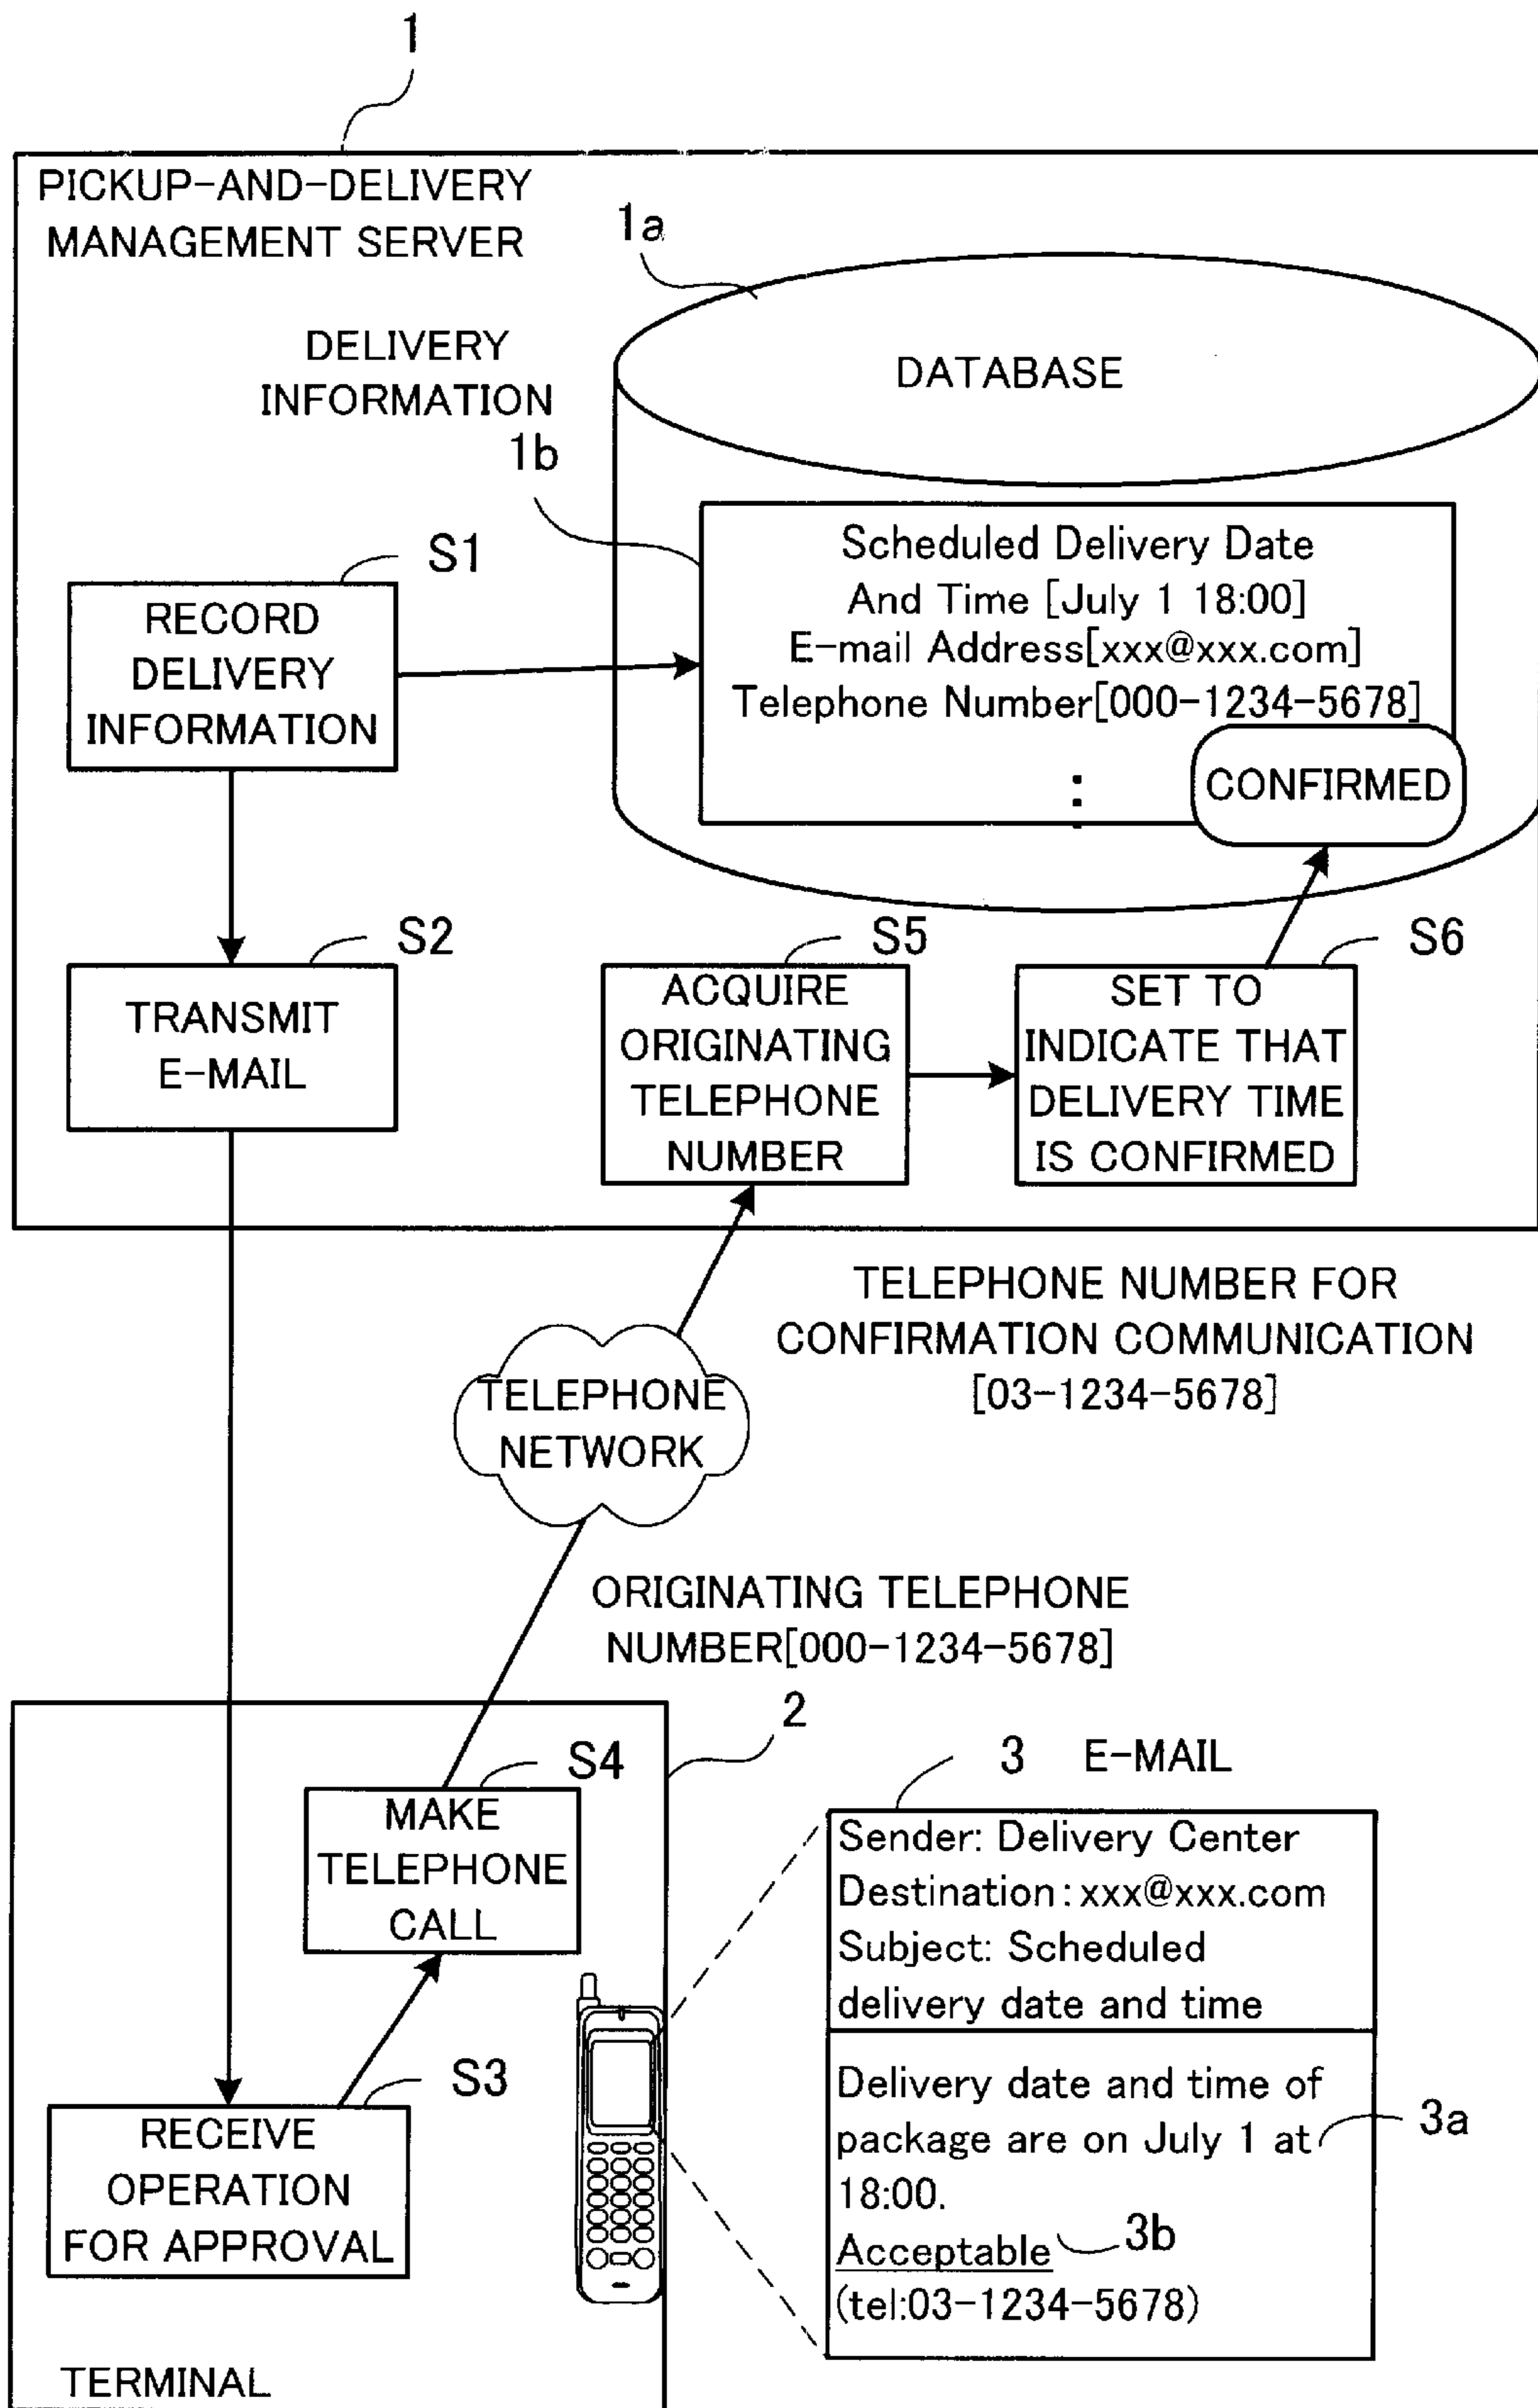 1
PICKUP-AND-DELIVERY
MANAGEMENT SERVER
1a
DELIVERY
INFORMATION
DATABASE
1b
Scheduled Delivery Date
And Time [July 1 18:00]
E-mail Address[xxx@xxx.com]
Telephone Number[000-1234-5678]
:
CONFIRMED
S1
RECORD
DELIVERY
INFORMATION
S2
TRANSMIT
E-MAIL
S5
ACQUIRE
ORIGINATING
TELEPHONE
NUMBER
S6
SET TO
INDICATE THAT
DELIVERY TIME
IS CONFIRMED
TELEPHONE NUMBER FOR
CONFIRMATION COMMUNICATION
[03-1234-5678]
TELEPHONE
NETWORK
ORIGINATING TELEPHONE
NUMBER[000-1234-5678]
2
S4
MAKE
TELEPHONE
CALL
3 E-MAIL
Sender: Delivery Center
Destination:xxx@xxx.com
Subject: Scheduled
delivery date and time
Delivery date and time of
package are on July 1 at
18:00.
3a
Acceptable
3b
(tel:03-1234-5678)
S3
RECEIVE
OPERATION
FOR APPROVAL
TERMINAL